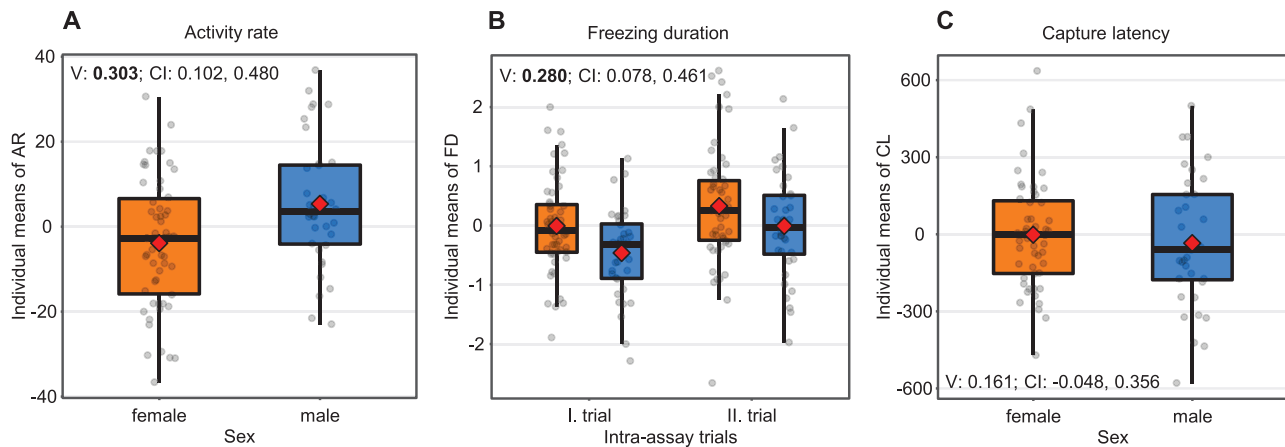 A
Activity rate
V: 0.303; CI: 0.102, 0.480
Individual means of AR
40
20
0
-20
-40
female
male
Sex
B
Freezing duration
V: 0.280; CI: 0.078, 0.461
Individual means of FD
2
1
0
-1
-2
I. trial
II. trial
Intra-assay trials
C
Capture latency
Individual means of CL
600
300
0
-300
-600
V: 0.161; CI: -0.048, 0.356
female
male
Sex